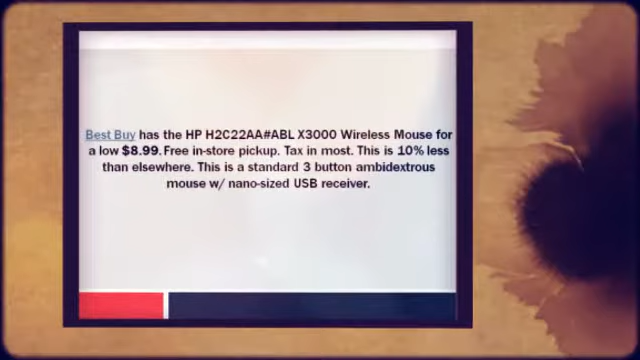 Best Buy has the HP H2C22AA#ABL X3000 Wireless Mouse for
a low $8.99. Free in-store pickup. Tax in most. This is 10% less
than elsewhere. This is a standard 3 button ambidextrous
mouse w/ nano-sized USB receiver.